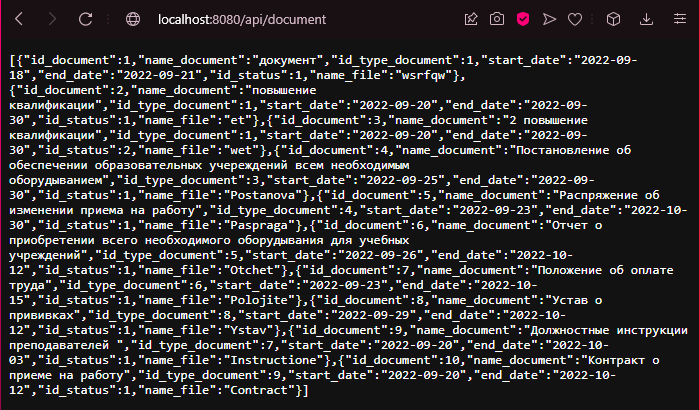 localhost:8080/api/document
[{"id_document":1,"name_document":"документ","id_type_document":1,"start_date":"2022-09-
18","end_date":"2022-09-21","id_status":1,"name_file":"wsrfqw"},
{"id_document":2,"name_document":"повышение
квалификации","id_type_document":1,"start_date":"2022-09-20","end_date":"2022-09-
30","id_status":1,"name_file":"et"},{"id_document":3,"name_document":"2 повышение
квалификации","id_type_document":1,"start_date":"2022-09-20","end_date":"2022-09-
30","id_status":2,"name_file":"wet"},{"id_document":4,"name_document":"Постановление об
обеспечении образовательных учереждений всем необходимым
оборудыванием","id_type_document":3,"start_date":"2022-09-25","end_date":"2022-09-
30","id_status":1,"name_file":"Postanova"},{"id_document":5,"name_document":"Распряжение об
изменении приема на работу","id_type_document":4,"start_date":"2022-09-23","end_date":"2022-10-
30","id_status":1,"name_file":"Paspraga"},{"id_document":6,"name_document":"Отчет о
приобретении всего необходимого оборудывания для учебных
учреждений","id_type_document":5,"start_date":"2022-09-26","end_date":"2022-10-
12","id_status":1,"name_file":"Otchet"},{"id_document":7,"name_document":"Положение об оплате
труда","id_type_document":6,"start_date":"2022-09-23","end_date":"2022-10-
15","id_status":1,"name_file":"Polojite"},{"id_document":8,"name_document":"Устав о
прививках","id_type_document":8,"start_date":"2022-09-29","end_date":"2022-10-
12","id_status":1,"name_file":"Ystav"},{"id_document":9,"name_document":"Должностные инструкции
преподавателей ","id_type_document":7,"start_date":"2022-09-20","end_date":"2022-10-
03","id_status":1,"name_file":"Instructione"},{"id_document":10,"name_document":"Контракт о
приеме на работу","id_type_document":9,"start_date":"2022-09-20","end_date":"2022-10-
12","id_status":1,"name_file":"Contract"}]